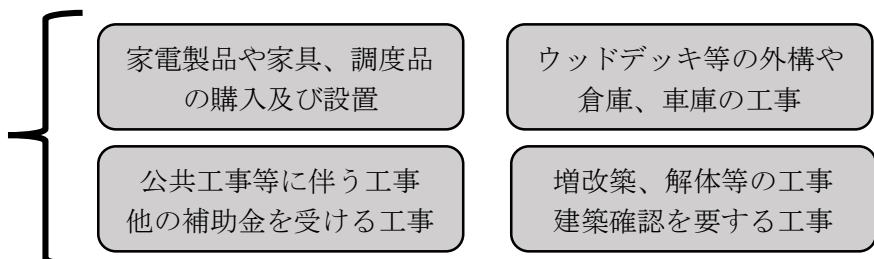 家電製品や家具、調度品
の購入及び設置
ウッドデッキ等の外構や
倉庫、車庫の工事
公共工事等に伴う工事
他の補助金を受ける工事
増改築、解体等の工事
建築確認を要する工事